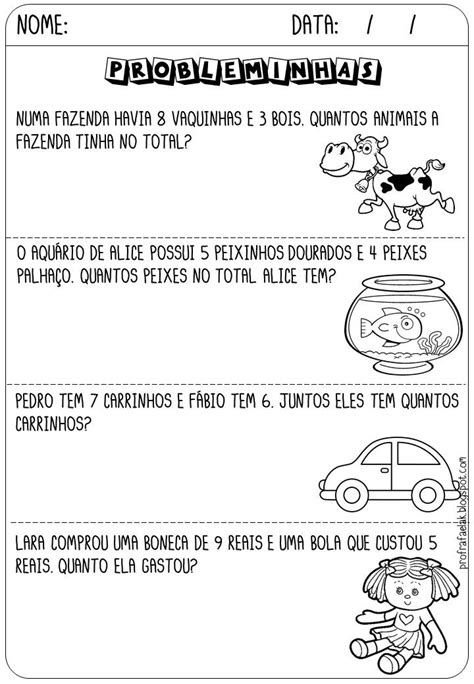 NOME: DATA: / /
PROBLEMINHAS
NUMA FAZENDA HAVIA 8 VAQUINHAS E 3 BOIS. QUANTOS ANIMAIS A
FAZENDA TINHA NO TOTAL?
O AQUÁRIO DE ALICE POSSUI 5 PEIXINHOS DOURADOS E 4 PEIXES
PALHAÇO. QUANTOS PEIXES NO TOTAL ALICE TEM?
PEDRO TEM 7 CARRINHOS E FÁBIO TEM 6. JUNTOS ELES TEM QUANTOS
CARRINHOS?
profrafaelak.blogspot.com
LARA COMPROU UMA BONECA DE 9 REAIS E UMA BOLA QUE CUSTOU 5
REAIS. QUANTO ELA GASTOU?